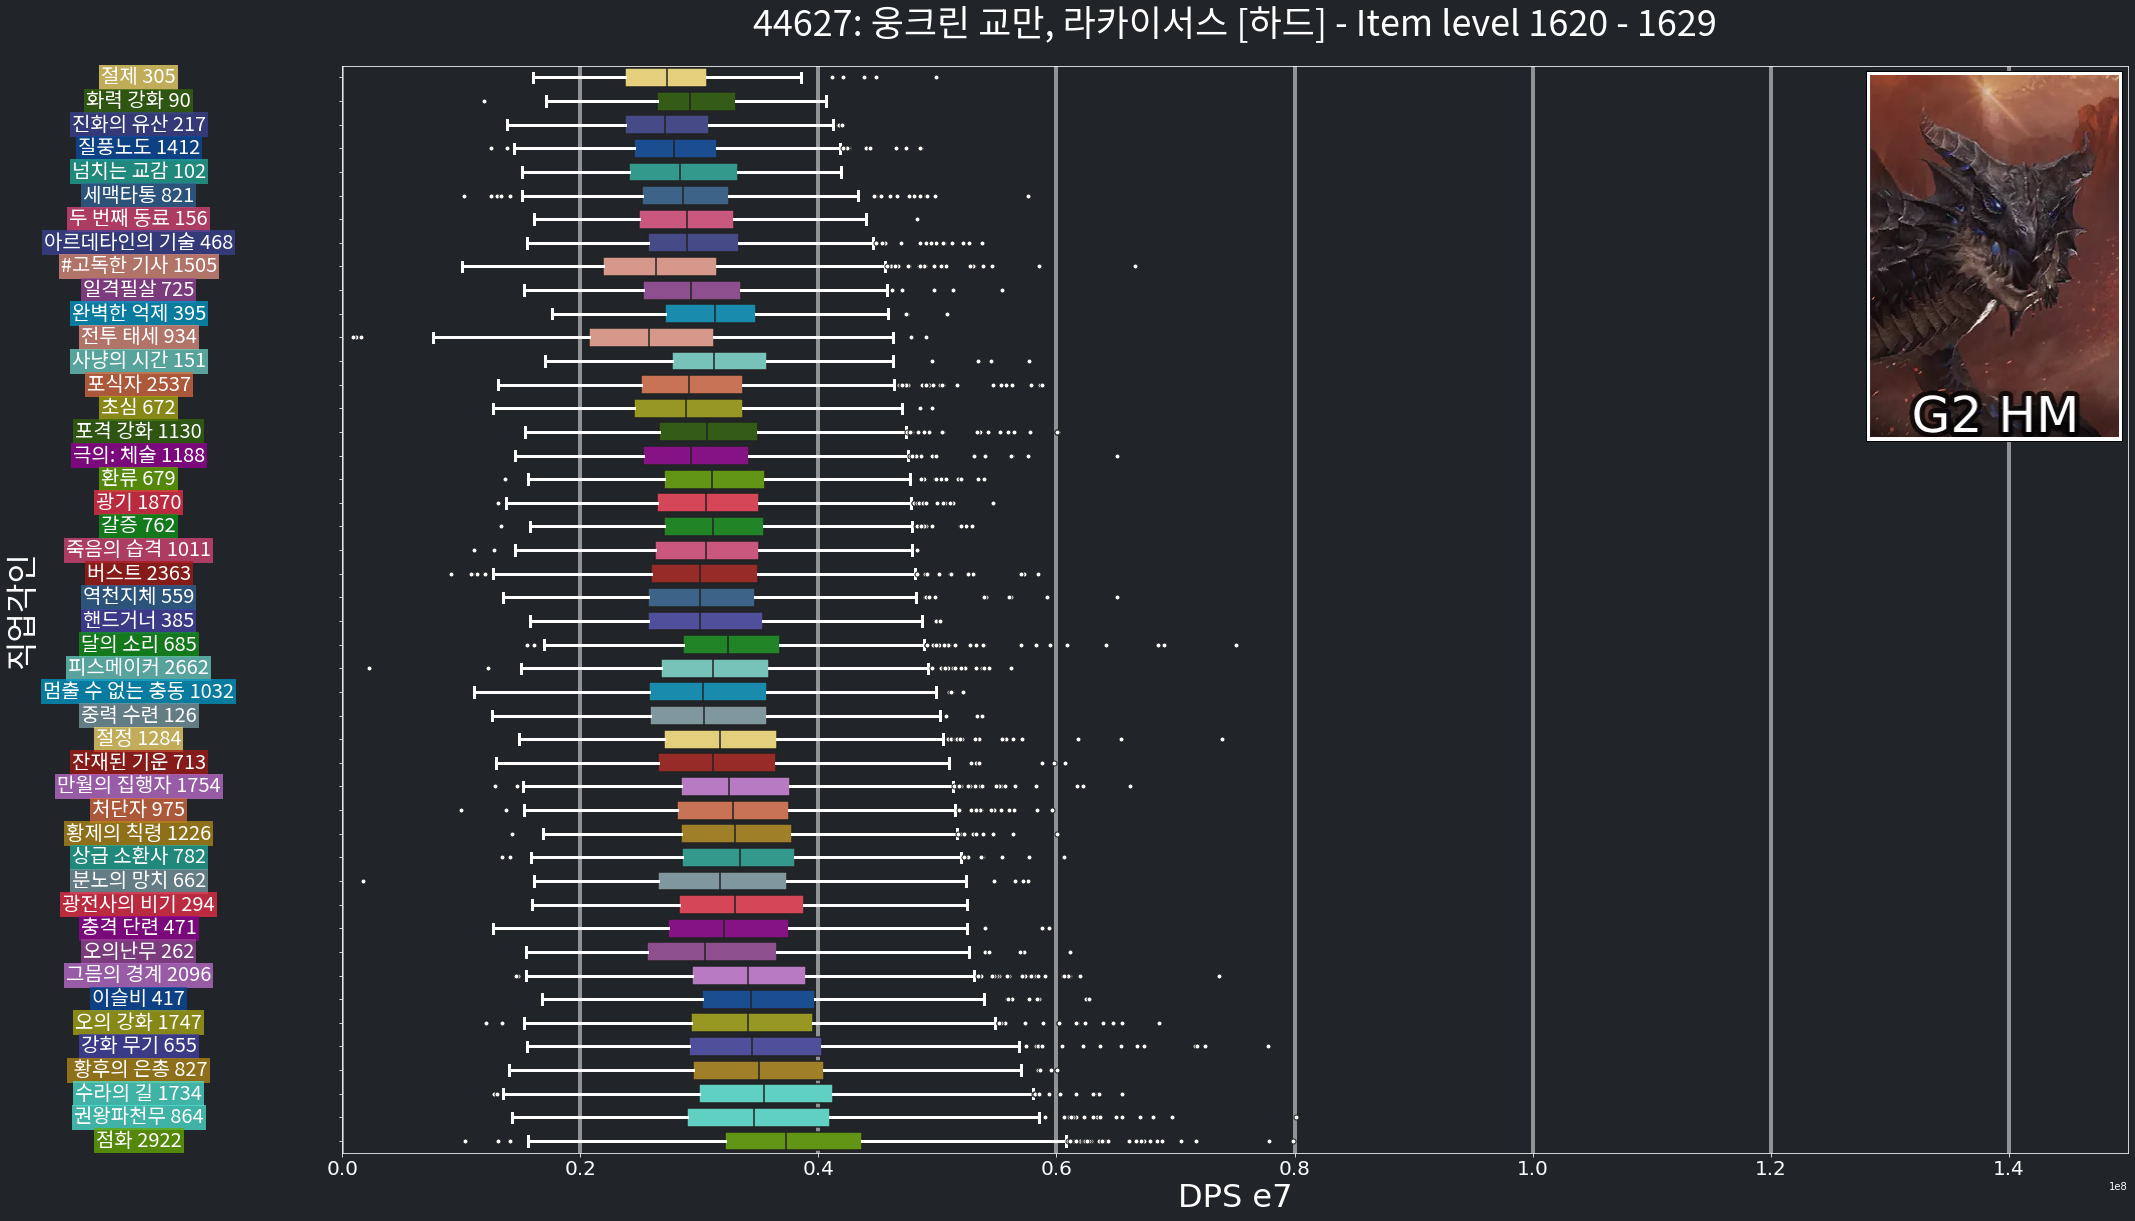 44627: 웅크린 교만, 라카이서스 [하드] - Item level 1620 - 1629
절제 305
화력 강화 90
진화의 유산 217
질풍노도 1412
넘치는 교감 102
세맥타통 821
두 번째 동료 156
아르데타인의 기술 468
#고독한 기사 1505
일격필살 725
완벽한 억제 395
전투 태세 934
사냥의 시간 151
포식자 2537
초심 672
포격 강화 1130
극의: 체술 1188
환류 679
광기 1870
갈증 762
죽음의 습격 1011
버스트 2363
역천지체 559
핸드거너 385
달의 소리 685
피스메이커 2662
멈출 수 없는 충동 1032
중력 수련 126
절정 1284
잔재된 기운 713
만월의 집행자 1754
처단자 975
황제의 칙령 1226
상급 소환사 782
분노의 망치 662
광전사의 비기 294
충격 단련 471
오의난무 262
그믐의 경계 2096
이슬비 417
오의 강화 1747
강화 무기 655
황후의 은총 827
수라의 길 1734
권왕파천무 864
점화 2922
직업각인
G2 HM
0.0 0.2 0.4 0.6 0.8 1.0 1.2 1.4
1e8
DPS e7